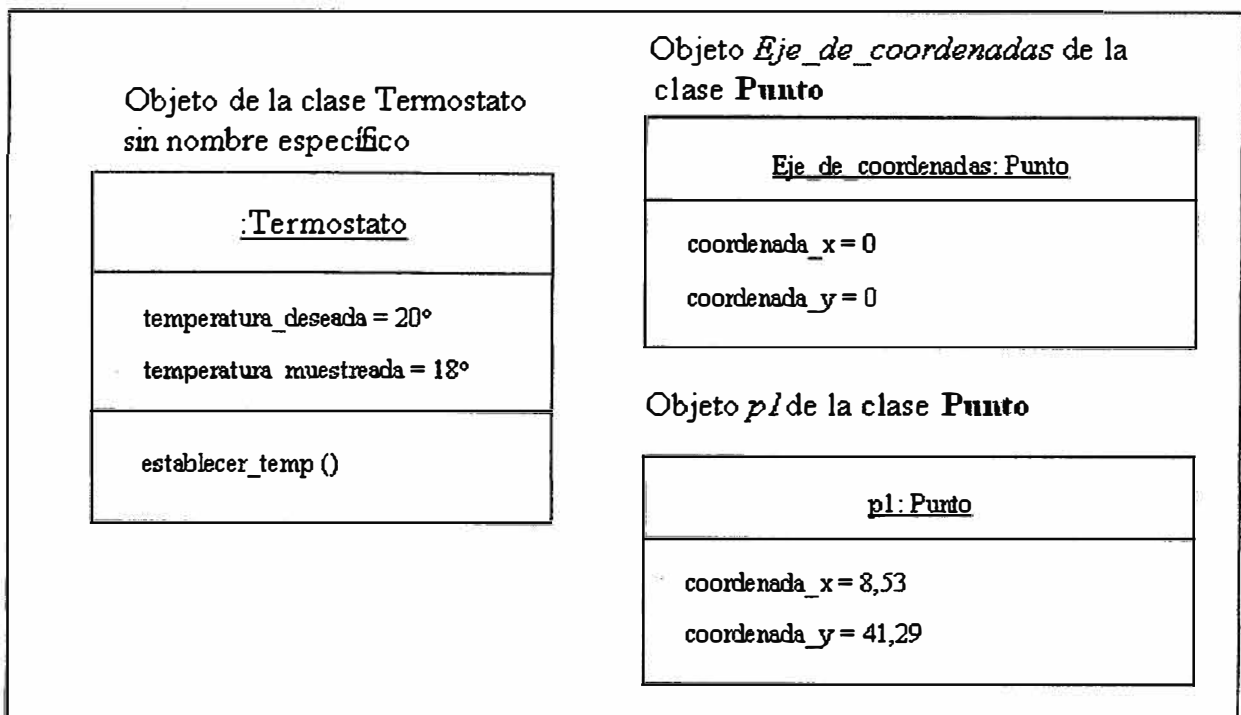 Objeto de la clase Termostato
sin nombre específico
:Termostato
temperatura_deseada = 20°
temperatura muestreada = 18°
establecer_temp ()
Objeto Eje_de_coordenadas de la
clase Punto
Eje_de_coordenadas: Punto
coordenada_x = 0
coordenada_y = 0
Objeto p1 de la clase Punto
p1: Punto
coordenada_x = 8,53
coordenada_y = 41,29